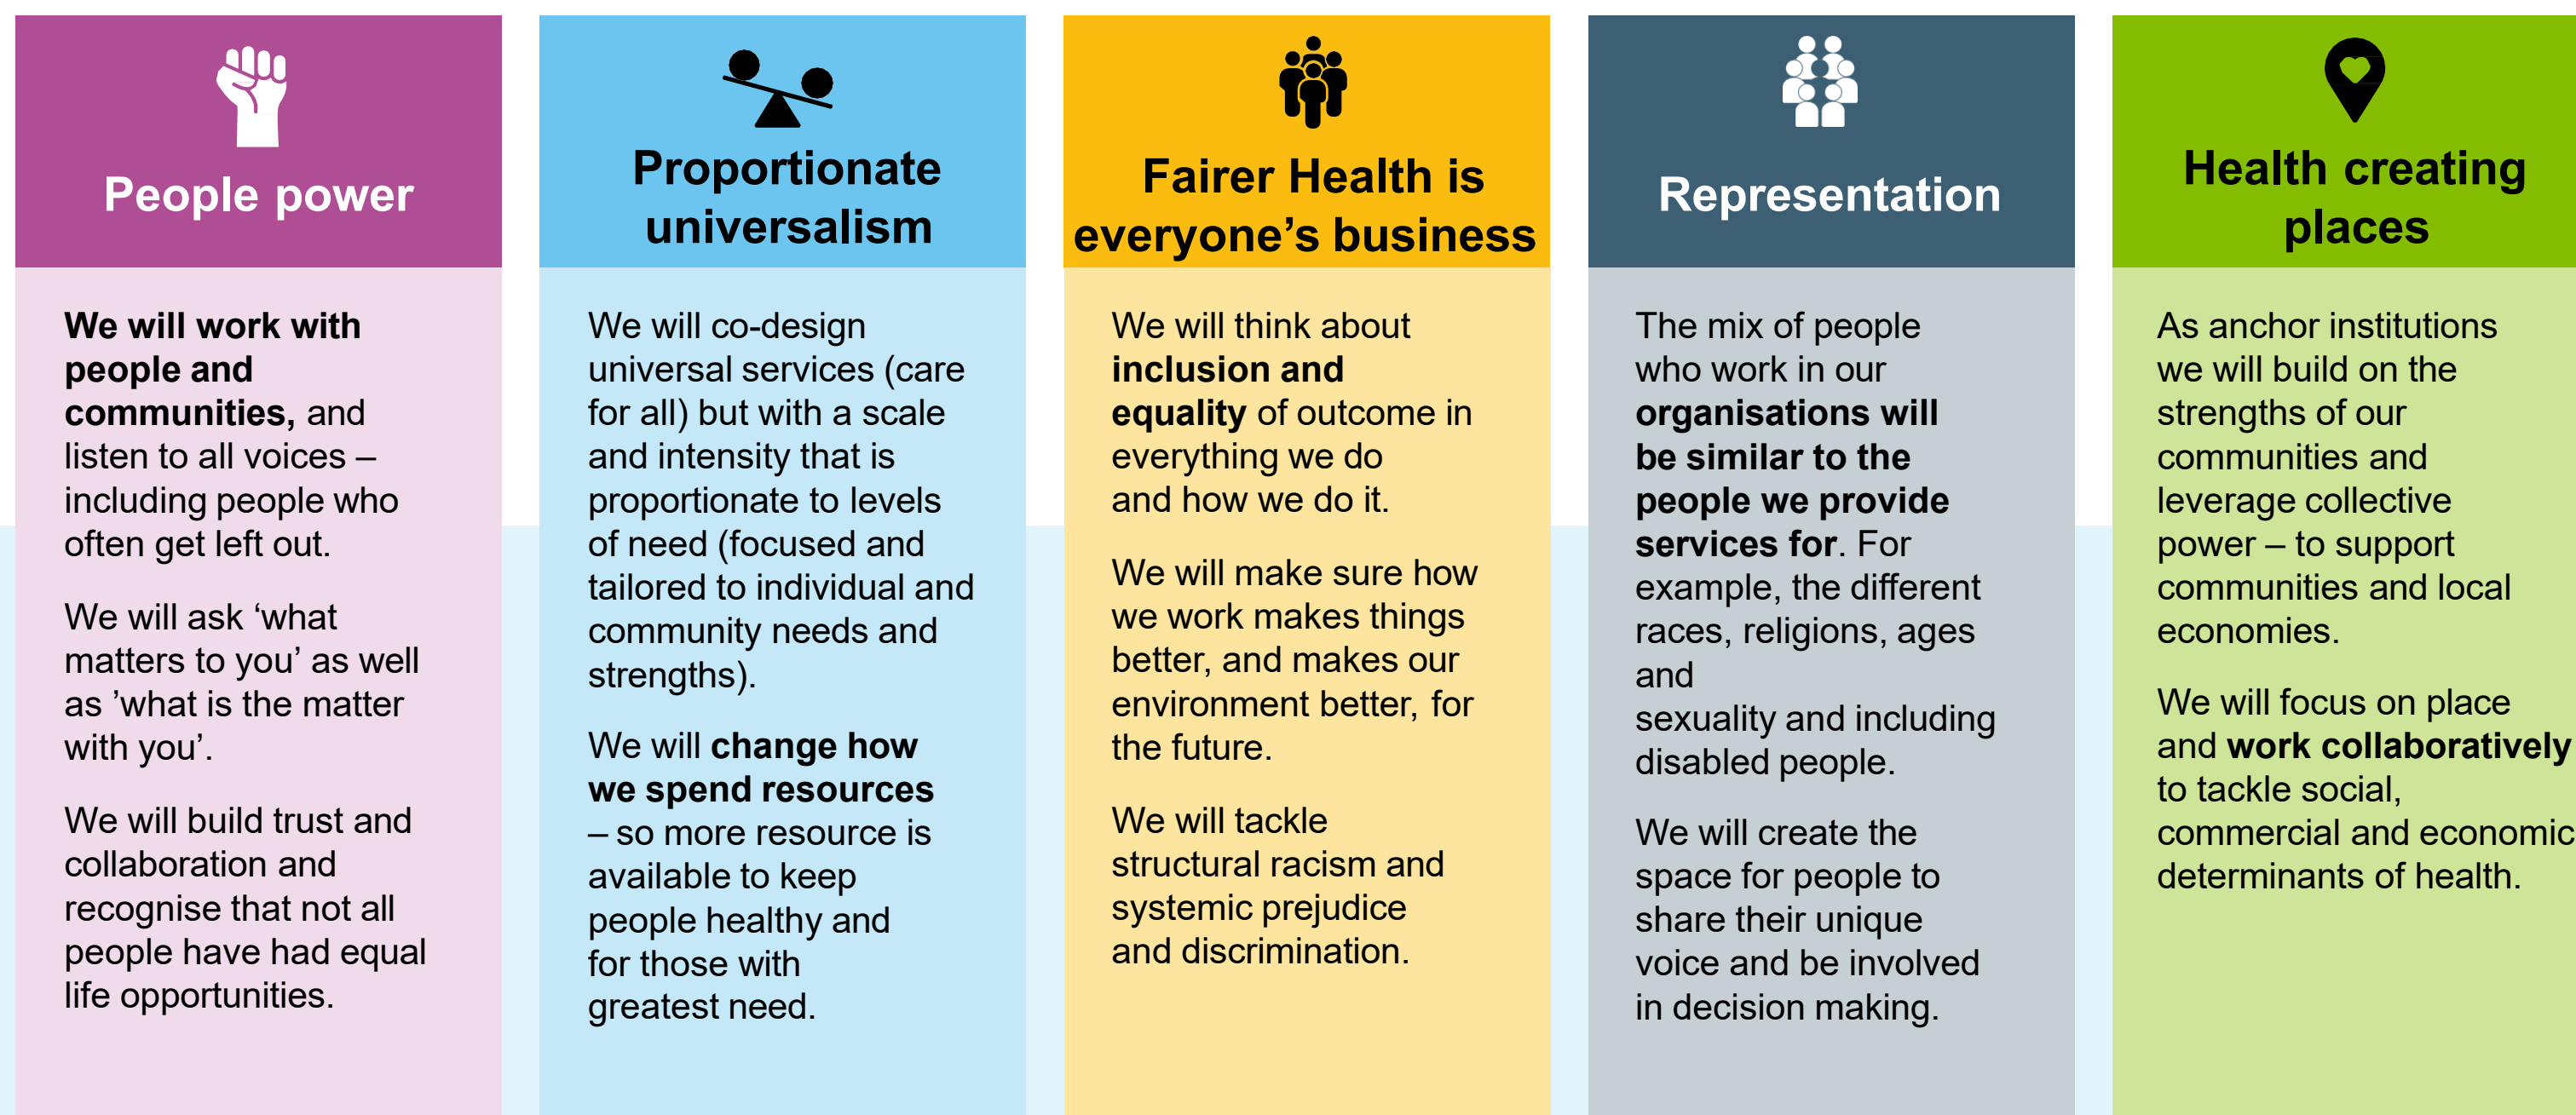 People power
We will work with
people and
communities, and
listen to all voices –
including people who
often get left out.
We will ask ‘what
matters to you’ as well
as ’what is the matter
with you’.
We will build trust and
collaboration and
recognise that not all
people have had equal
life opportunities.
Proportionate
universalism
We will co-design
universal services (care
for all) but with a scale
and intensity that is
proportionate to levels
of need (focused and
tailored to individual and
community needs and
strengths).
We will change how
we spend resources
– so more resource is
available to keep
people healthy and
for those with
greatest need.
Fairer Health is
everyone’s business
We will think about
inclusion and
equality of outcome in
everything we do
and how we do it.
We will make sure how
we work makes things
better, and makes our
environment better, for
the future.
We will tackle
structural racism and
systemic prejudice
and discrimination.
Representation
The mix of people
who work in our
organisations will
be similar to the
people we provide
services for. For
example, the different
races, religions, ages
and
sexuality and including
disabled people.
We will create the
space for people to
share their unique
voice and be involved
in decision making.
Health creating
places
As anchor institutions
we will build on the
strengths of our
communities and
leverage collective
power – to support
communities and local
economies.
We will focus on place
and work collaboratively
to tackle social,
commercial and economic
determinants of health.